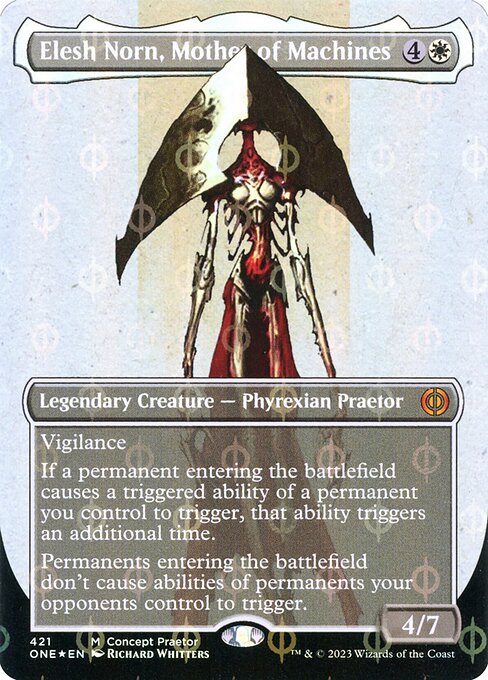 Elesh Norn, Mother of Machines 4
Legendary Creature — Phyrexian Praetor
Vigilance
If a permanent entering the battlefield
causes a triggered ability of a permanent
you control to trigger, that ability triggers
an additional time.
Permanents entering the battlefield
don't cause abilities of permanents your
opponents control to trigger.
4/7
421 M Concept Praetor
ONE★EN Richard Whitters ™ & © 2023 Wizards of the Coast